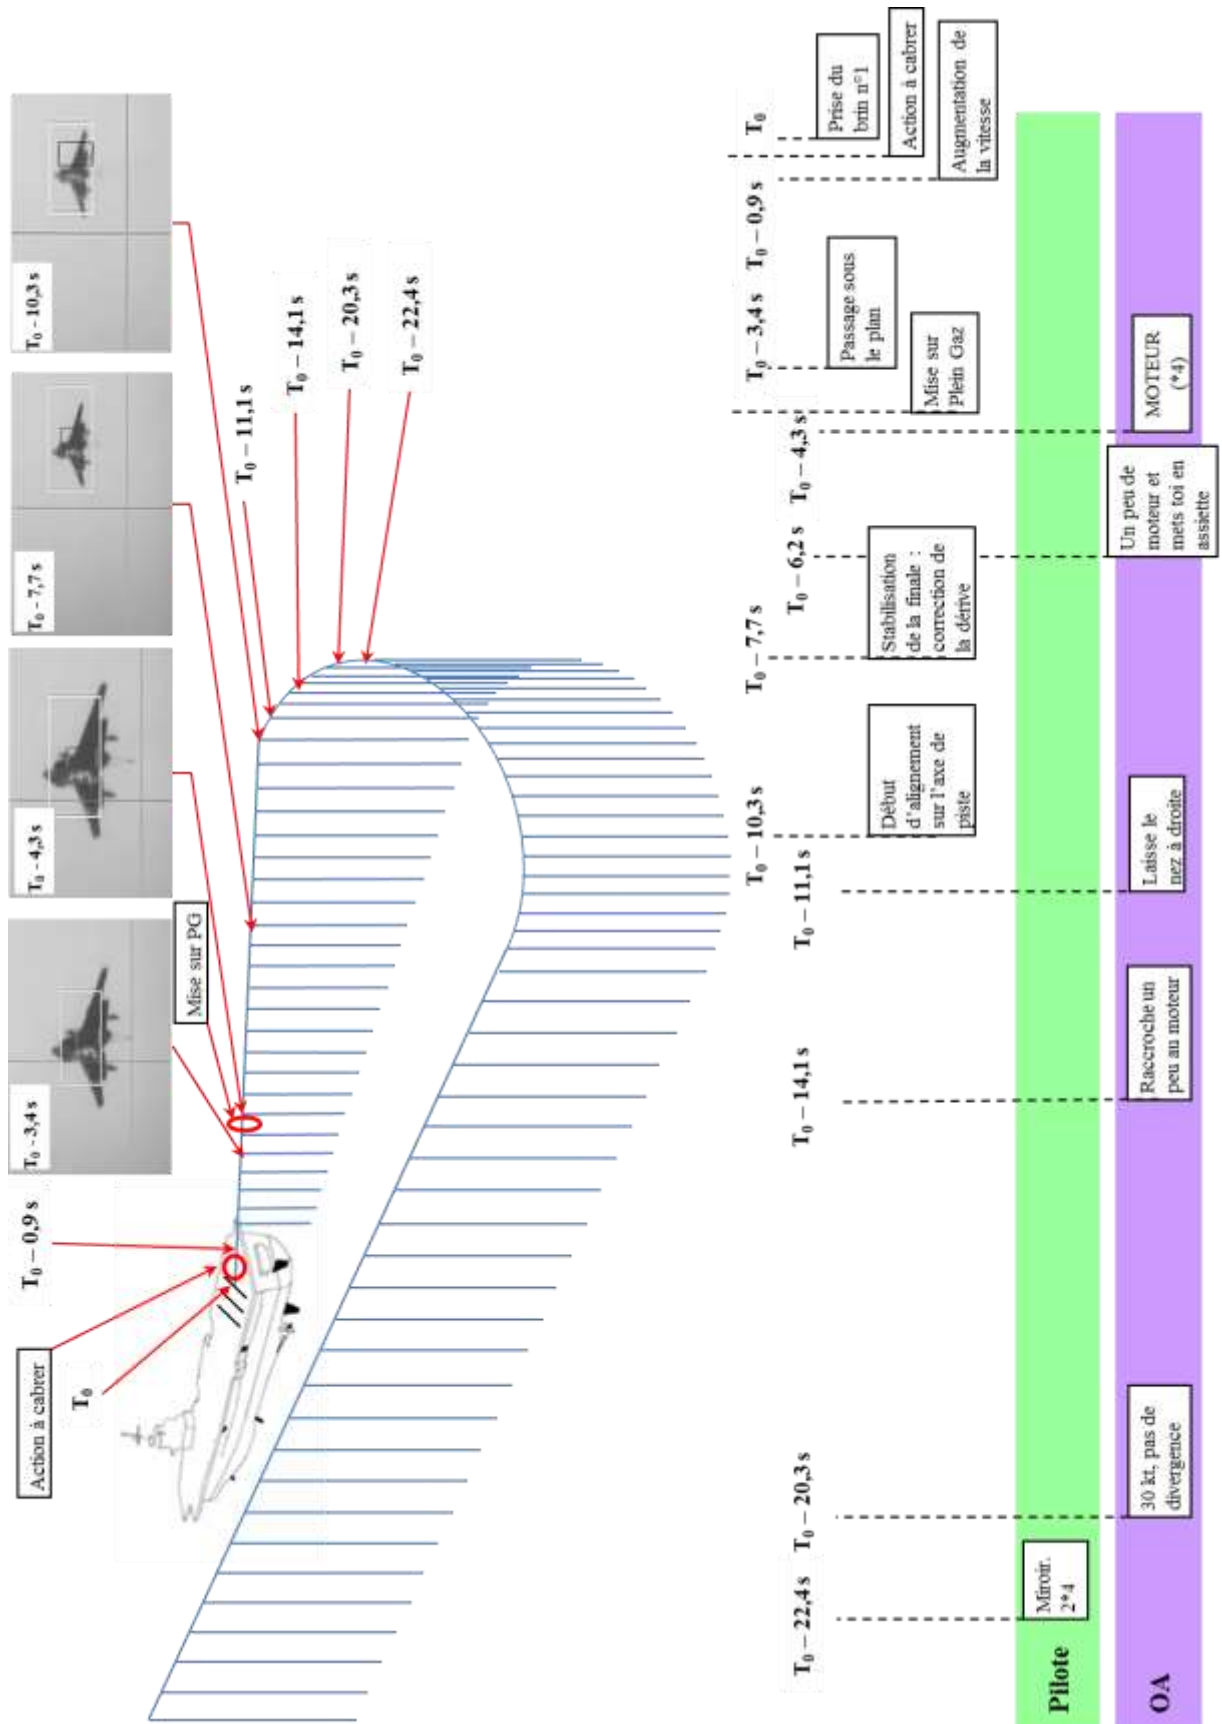 T₀ - 3,4 s
T₀ - 4,3 s
T₀ - 7,7 s
T₀ - 10,3 s
T₀ – 0,9 s
Mise sur PG
Action à cabrer
T₀
T₀ – 11,1 s
T₀ – 14,1 s
T₀ – 20,3 s
T₀ – 22,4 s
T₀ – 10,3 s
T₀ – 7,7 s
T₀ – 3,4 s
T₀ – 0,9 s
T₀
T₀ – 22,4 s
T₀ – 20,3 s
T₀ – 14,1 s
T₀ – 11,1 s
T₀ – 6,2 s
T₀ – 4,3 s
Début
d'alignement
sur l'axe de
piste
Stabilisation
de la finale :
correction de
la dérive
Mise sur
Plein Gaz
Passage sous
le plan
Prise du
brin n°1
Action à cabrer
Augmentation de
la vitesse
Pilote
Miroir.
2*4
OA
30 kt, pas de
divergence
Raccroche un
peu au moteur
Laisse le
nez à droite
Un peu de
moteur et
mets toi en
assiette
MOTEUR
(*4)